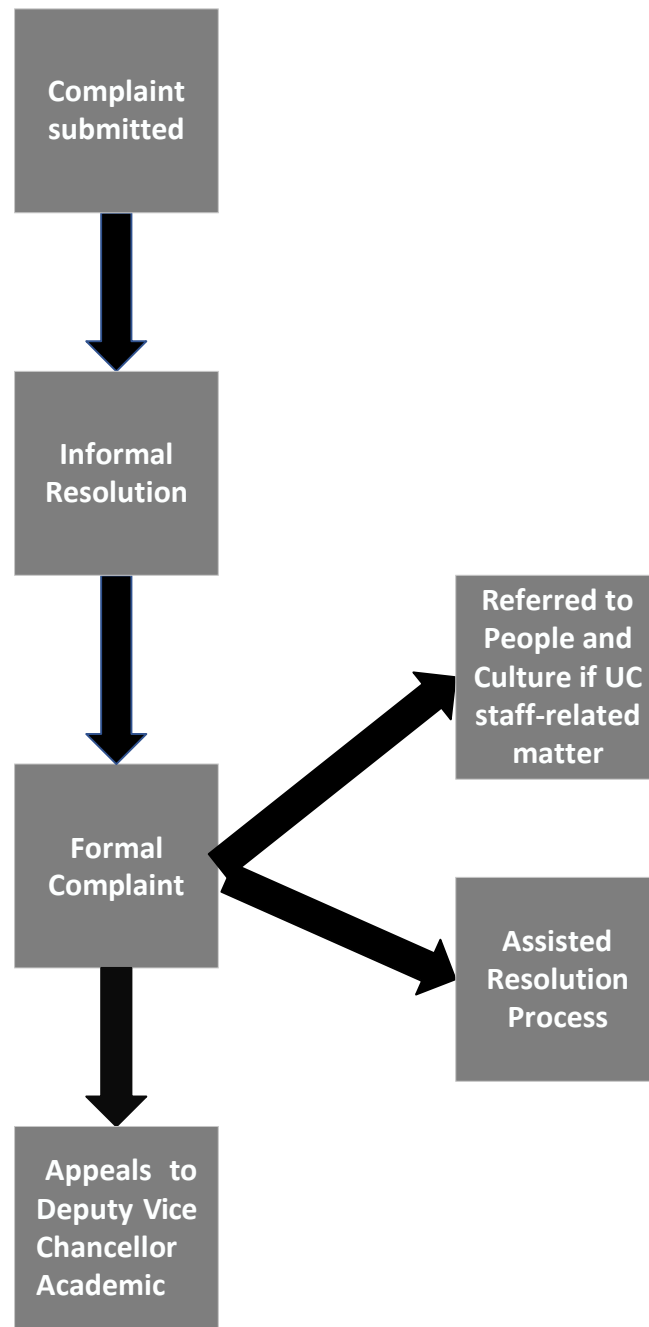 Complaint
submitted
Informal
Resolution
Referred to
People and
Culture if UC
staff-related
matter
Formal
Complaint
Assisted
Resolution
Process
Appeals to
Deputy Vice
Chancellor
Academic